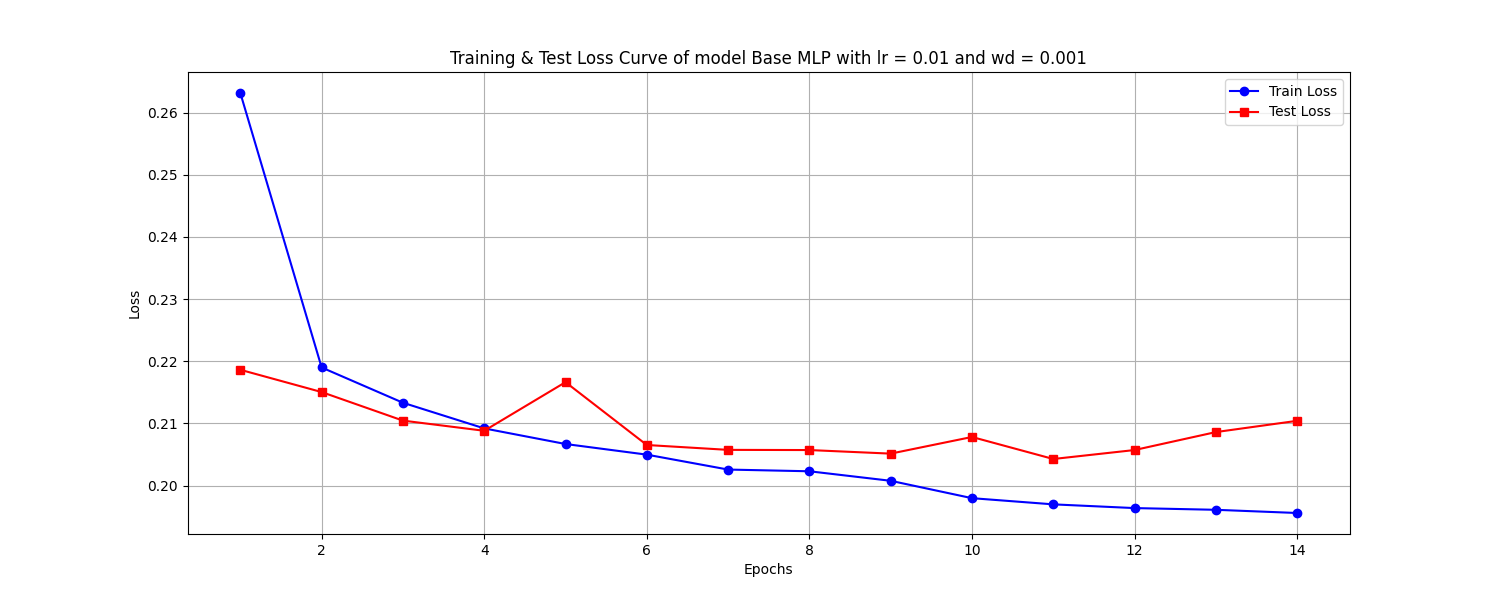 Training & Test Loss Curve of model Base MLP with lr = 0.01 and wd = 0.001
Train Loss
Test Loss
0.26
0.25
0.24
0.23
0.22
0.21
0.20
Loss
2 4 6 8 10 12 14
Epochs